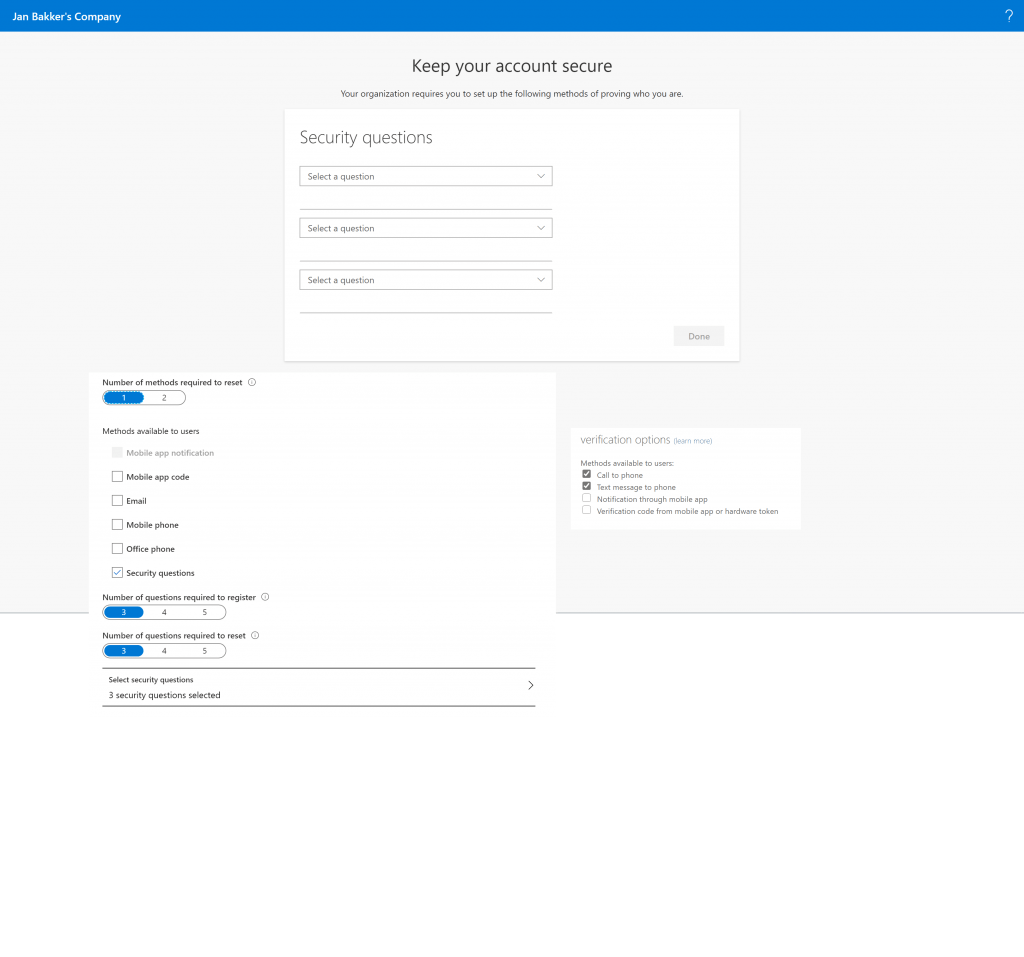 Jan Bakker's Company
?
Keep your account secure
Your organization requires you to set up the following methods of proving who you are.
Security questions
Select a question
Select a question
Select a question
Done
Number of methods required to reset
1 2
Methods available to users
Mobile app notification
Mobile app code
Email
Mobile phone
Office phone
Security questions
Number of questions required to register
3 4 5
Number of questions required to reset
3 4 5
Select security questions
3 security questions selected
verification options (learn more)
Methods available to users:
Call to phone
Text message to phone
Notification through mobile app
Verification code from mobile app or hardware token